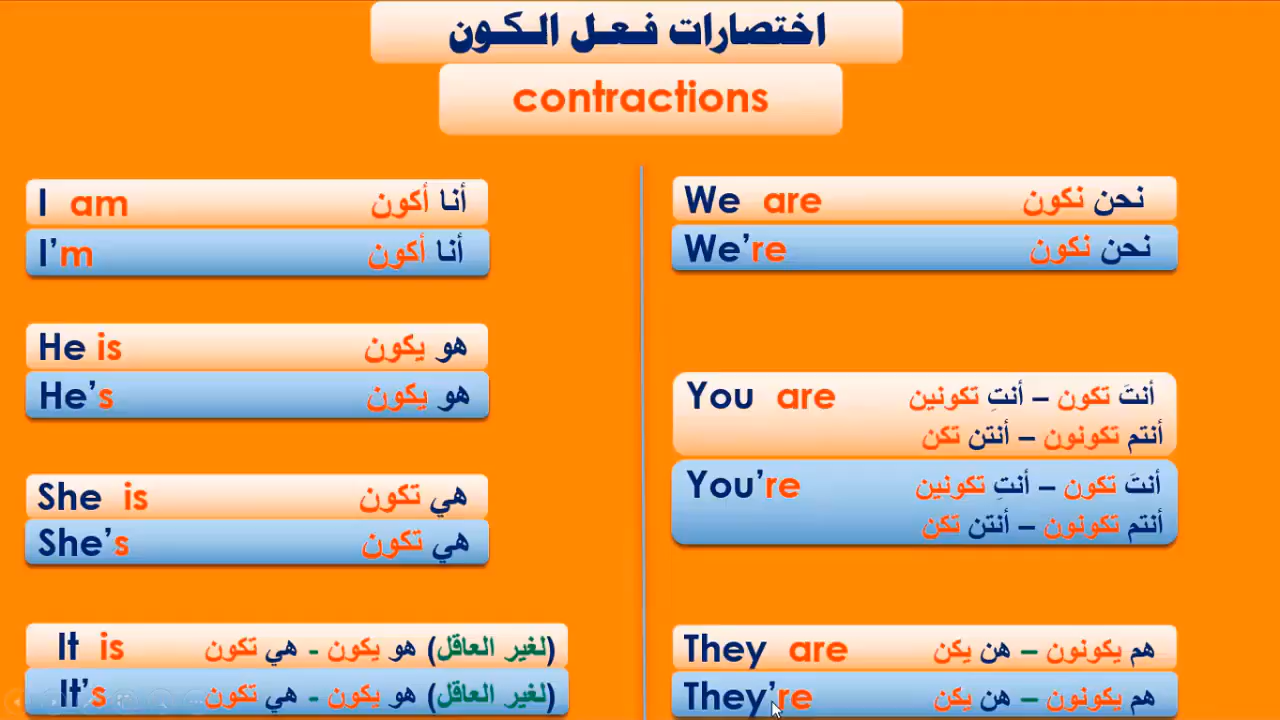 اختصارات فعل الكون
contractions
I am أنا أكون
I’m أنا أكون
He is هو يكون
He’s هو يكون
She is هي تكون
She’s هي تكون
It is (لغير العاقل) هو يكون - هي تكون
It’s (لغير العاقل) هو يكون - هي تكون
We are نحن نكون
We’re نحن نكون
You are أنتَ تكون – أنتِ تكونين
أنتم تكونون – أنتن تكن
You’re أنتَ تكون – أنتِ تكونين
أنتم تكونون – أنتن تكن
They are هم يكونون – هن يكن
They’re هم يكونون – هن يكن